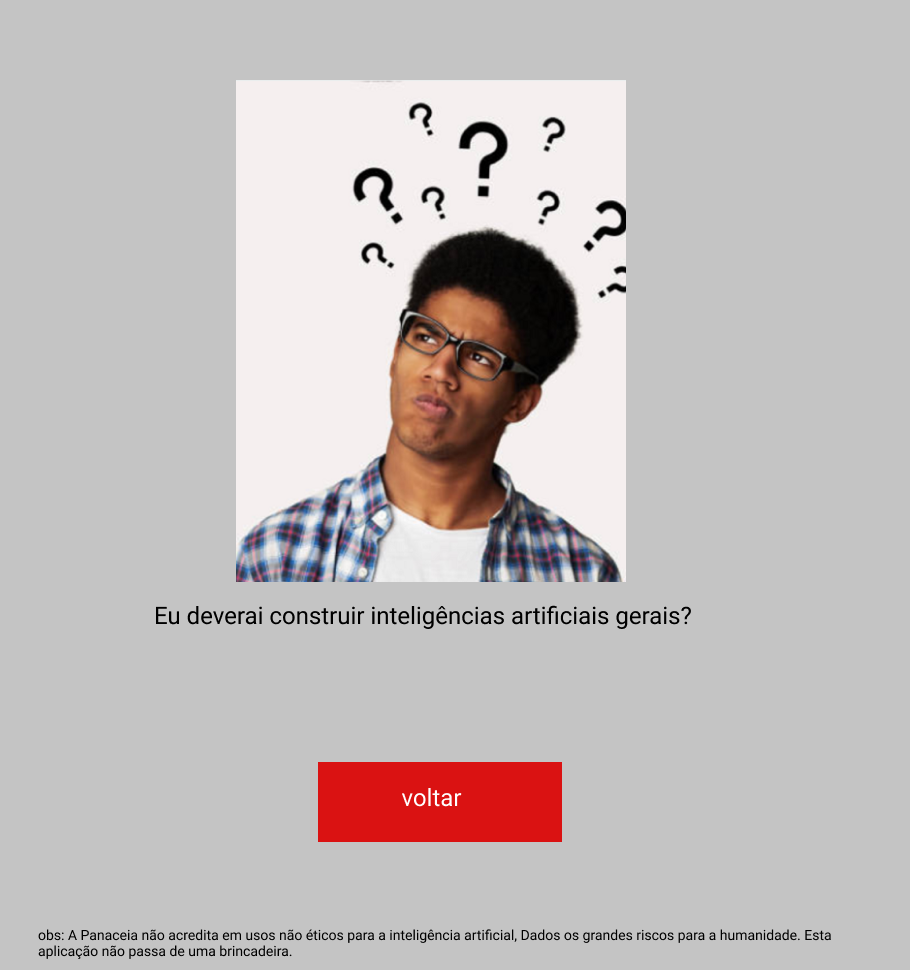 Eu deverai construir inteligências artificiais gerais?
voltar
obs: A Panaceia não acredita em usos não éticos para a inteligência artificial, Dados os grandes riscos para a humanidade. Esta
aplicação não passa de uma brincadeira.